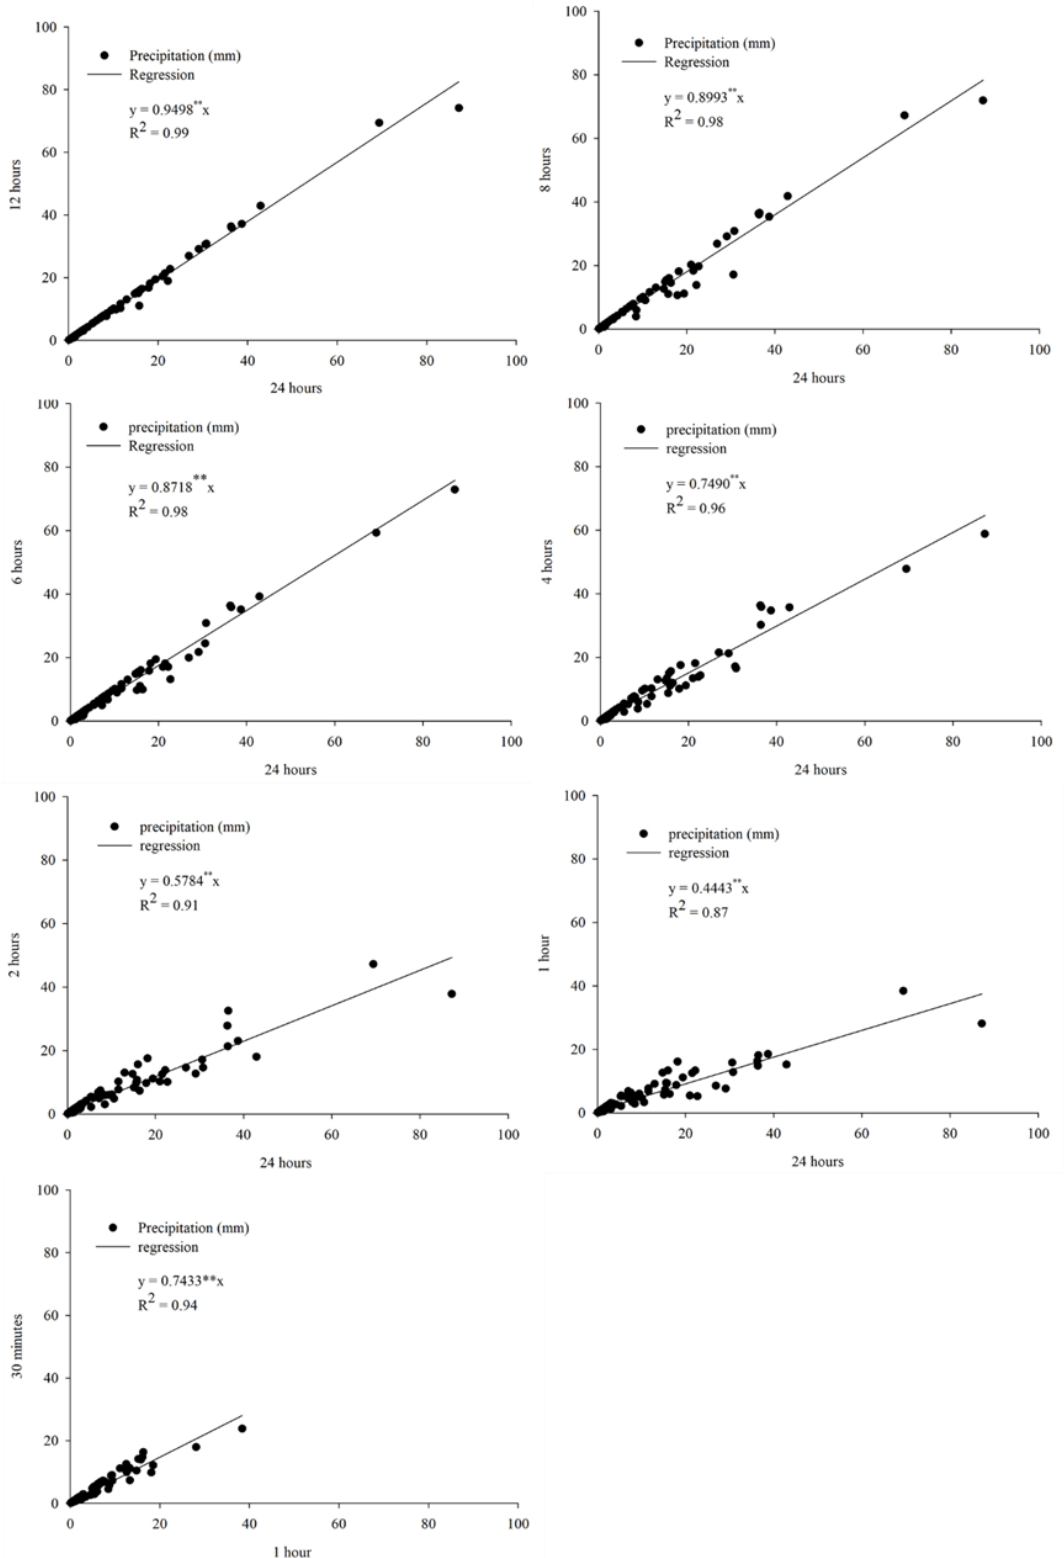 100
80
60
40
20
0
12 hours
Precipitation (mm)
Regression
y = 0.9498**x
R2 = 0.99
0 20 40 60 80 100
24 hours
100
80
60
40
20
0
8 hours
Precipitation (mm)
Regression
y = 0.8993**x
R2 = 0.98
0 20 40 60 80 100
24 hours
100
80
60
40
20
0
6 hours
precipitation (mm)
Regression
y = 0.8718**x
R2 = 0.98
0 20 40 60 80 100
24 hours
100
80
60
40
20
0
4 hours
precipitation (mm)
regression
y = 0.7490**x
R2 = 0.96
0 20 40 60 80 100
24 hours
100
80
60
40
20
0
2 hours
precipitation (mm)
regression
y = 0.5784**x
R2 = 0.91
0 20 40 60 80 100
24 hours
100
80
60
40
20
0
1 hour
precipitation (mm)
regression
y = 0.4443**x
R2 = 0.87
0 20 40 60 80 100
24 hours
100
80
60
40
20
0
30 minutes
Precipitation (mm)
regression
y = 0.7433**x
R2 = 0.94
0 20 40 60 80 100
1 hour